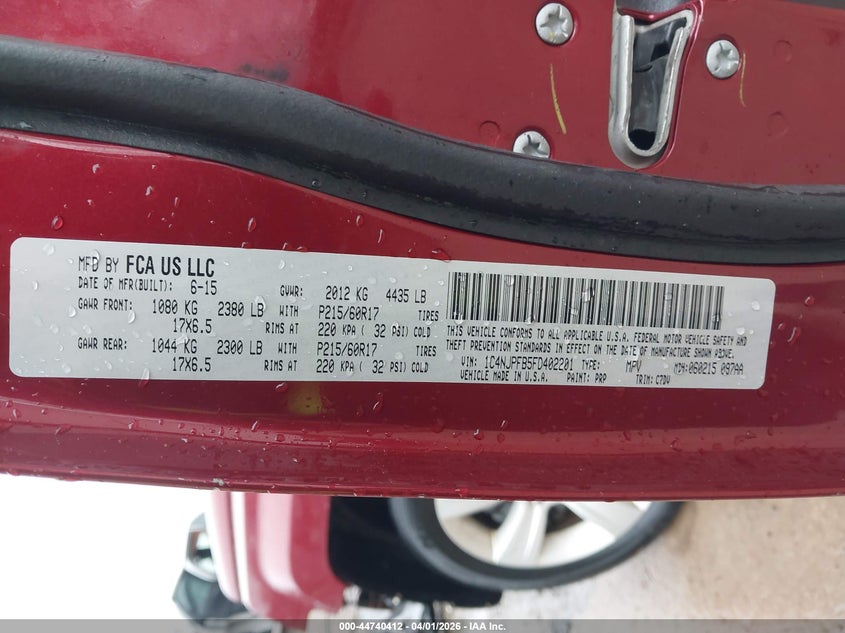 MFD BY FCA US LLC
DATE OF MFR(BUILT): 6-15 GVWR: 2012 KG 4435 LB
GAWR FRONT: 1080 KG 2380 LB WITH P215/60R17 TIRES
17X6.5 RIMS AT 220 KPA ( 32 PSI) COLD
GAWR REAR: 1044 KG 2300 LB WITH P215/60R17 TIRES
17X6.5 RIMS AT 220 KPA ( 32 PSI) COLD
THIS VEHICLE CONFORMS TO ALL APPLICABLE U.S.A. FEDERAL MOTOR VEHICLE SAFETY AND
THEFT PREVENTION STANDARDS IN EFFECT ON THE DATE OF MANUFACTURE SHOWN ABOVE.
VIN: 1C4NJPFB5FD402201 TYPE: MPV MDH:060215 097AA
VEHICLE MADE IN U.S.A. PAINT: PRP TRIM: C7DV
000-44740412 - 04/01/2026 - IAA Inc.